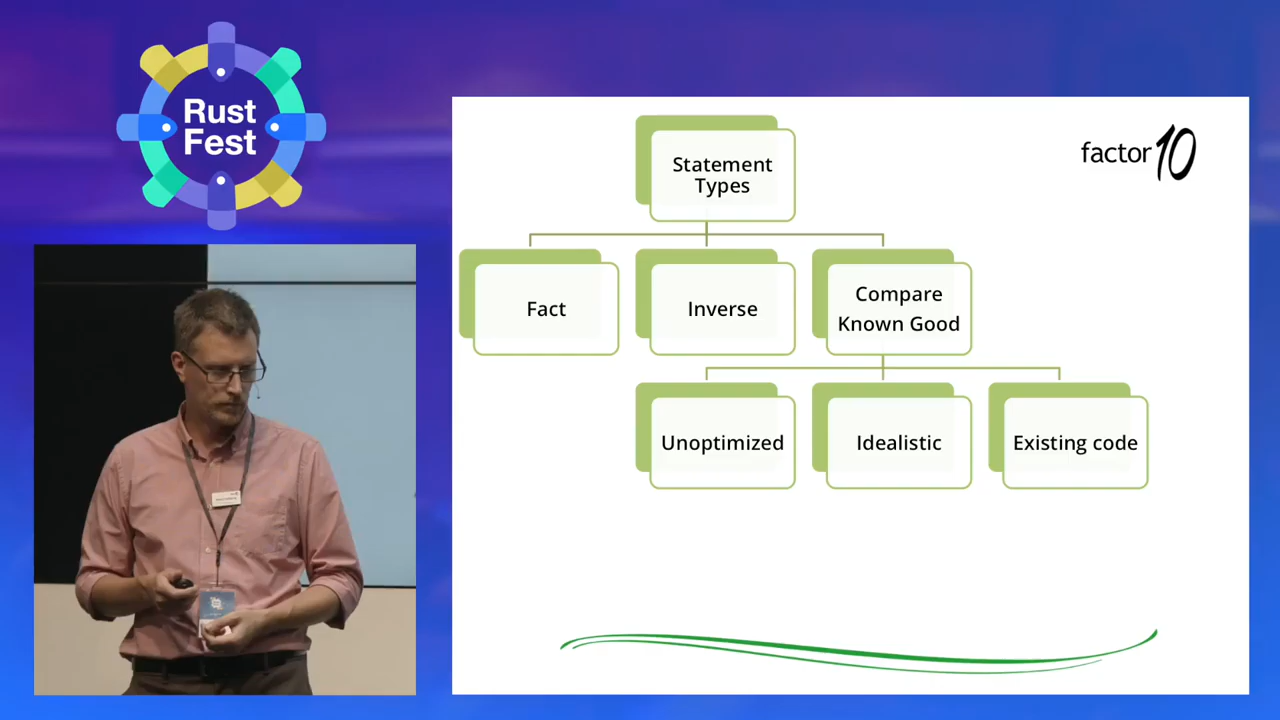 Rust
Fest
factor10
Statement
Types
Fact
Inverse
Compare
Known Good
Unoptimized
Idealistic
Existing code